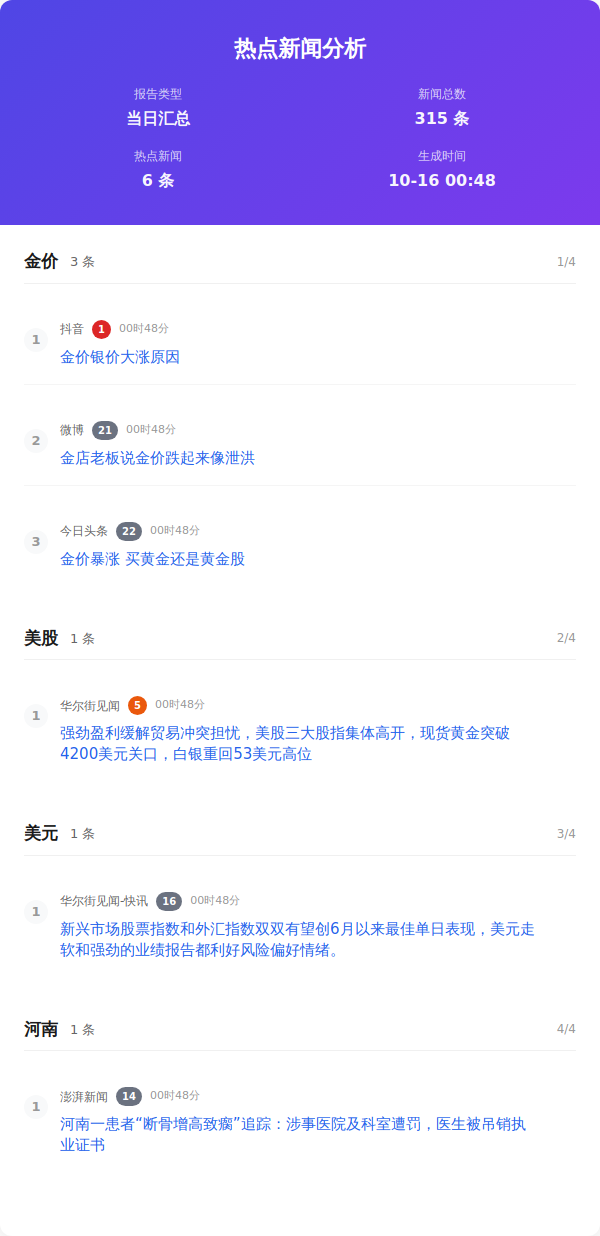 热点新闻分析
报告类型
新闻总数
当日汇总
315 条
热点新闻
生成时间
6 条
10-16 00:48
金价 3 条 1/4
1 抖音 1 00时48分
金价银价大涨原因
2 微博 21 00时48分
金店老板说金价跌起来像泄洪
3 今日头条 22 00时48分
金价暴涨 买黄金还是黄金股
美股 1 条 2/4
1 华尔街见闻 5 00时48分
强劲盈利缓解贸易冲突担忧，美股三大股指集体高开，现货黄金突破
4200美元关口，白银重回53美元高位
美元 1 条 3/4
1 华尔街见闻-快讯 16 00时48分
新兴市场股票指数和外汇指数双双有望创6月以来最佳单日表现，美元走
软和强劲的业绩报告都利好风险偏好情绪。
河南 1 条 4/4
1 澎湃新闻 14 00时48分
河南一患者“断骨增高致瘸”追踪：涉事医院及科室遭罚，医生被吊销执
业证书